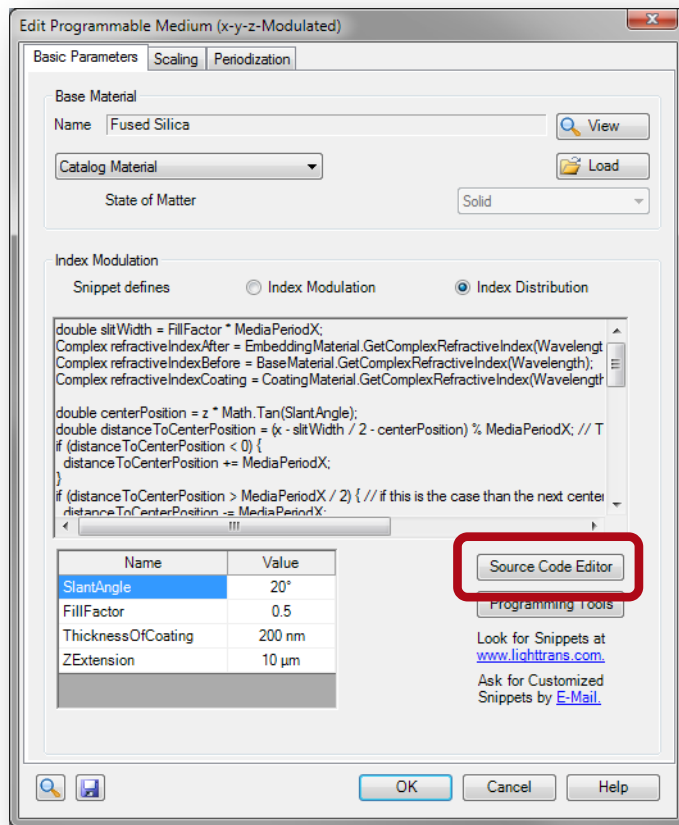 Edit Programmable Medium (x-y-z-Modulated)
Basic Parameters Scaling Periodization
Base Material
Name Fused Silica View
Catalog Material Load
State of Matter Solid
Index Modulation
Snippet defines Index Modulation Index Distribution
double slitWidth = FillFactor * MediaPeriodX;
Complex refractiveIndexAfter = EmbeddingMaterial.GetComplexRefractiveIndex(Wavelengt
Complex refractiveIndexBefore = BaseMaterial.GetComplexRefractiveIndex(Wavelength);
Complex refractiveIndexCoating = CoatingMaterial.GetComplexRefractiveIndex(Wavelength
double centerPosition = z * Math.Tan(SlantAngle);
double distanceToCenterPosition = (x - slitWidth / 2 - centerPosition) % MediaPeriodX; // T
if (distanceToCenterPosition < 0) {
distanceToCenterPosition += MediaPeriodX;
}
if (distanceToCenterPosition > MediaPeriodX / 2) { // if this is the case than the next center
distanceToCenterPosition -= MediaPeriodX;
Name Value
SlantAngle 20°
FillFactor 0.5
ThicknessOfCoating 200 nm
ZExtension 10 µm
Source Code Editor
Programming Tools
Look for Snippets at
www.lighttrans.com.
Ask for Customized
Snippets by E-Mail.
OK Cancel Help